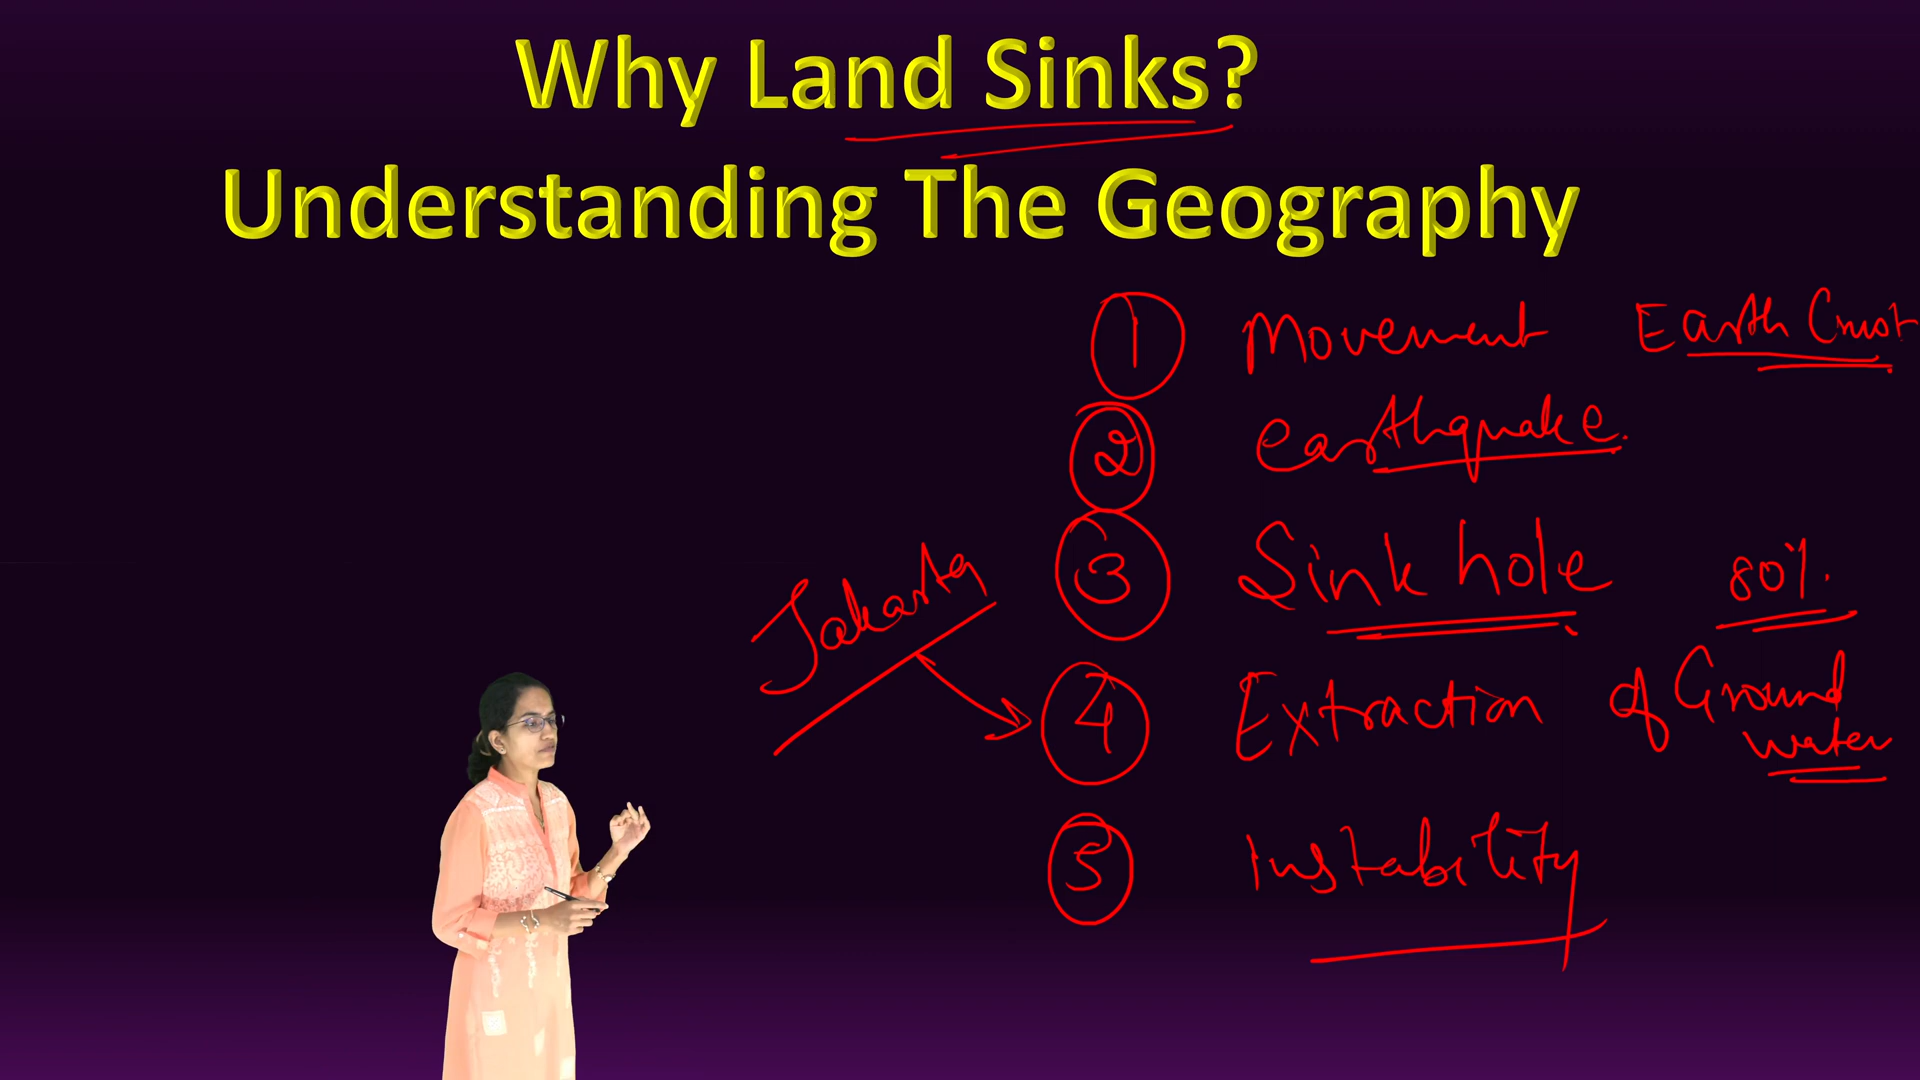 Why Land Sinks?
Understanding The Geography
1 Movement Earth Crust
2 earthquake.
3 Sink hole 80%.
Jakarta
4 Extraction of Ground
water
5 Instability